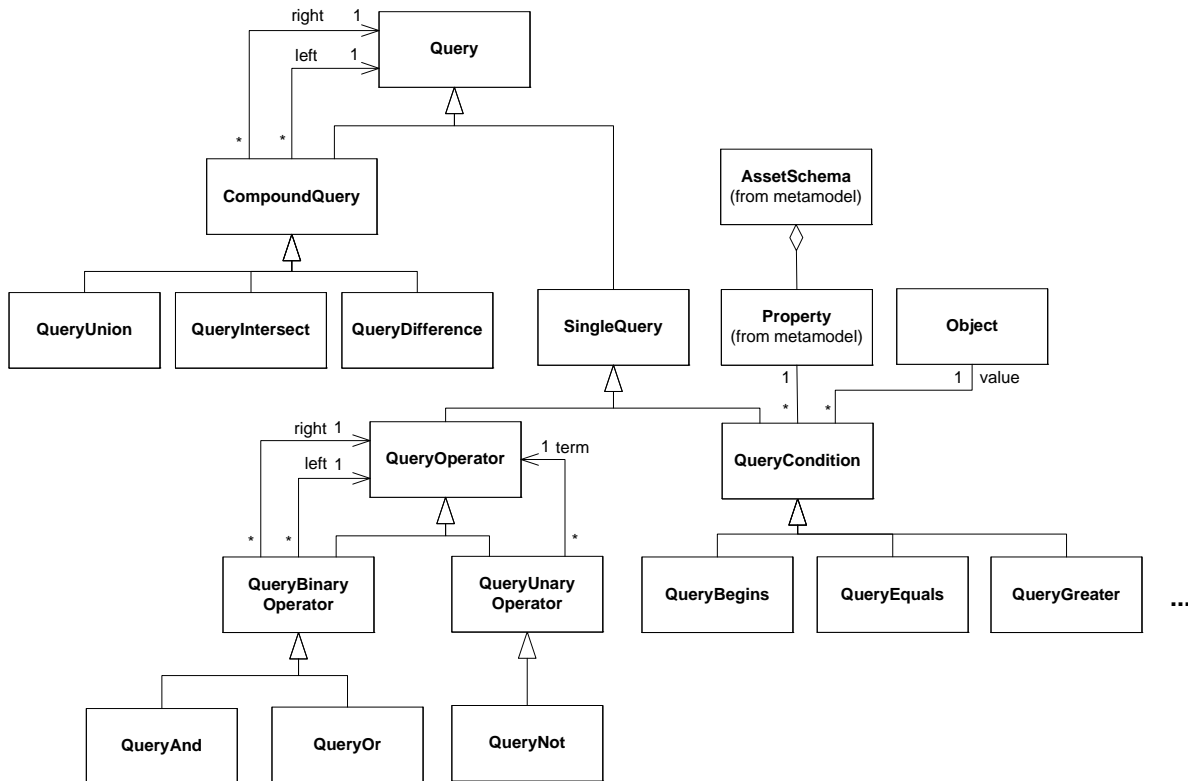 right 1
Query
left 1
* *
CompoundQuery
AssetSchema
(from metamodel)
QueryUnion
QueryIntersect
QueryDifference
SingleQuery
Property
(from metamodel)
Object
1
1 value
* *
right 1
left 1
QueryOperator
1 term
QueryCondition
* *
*
QueryBinary
Operator
QueryUnary
Operator
QueryBegins
QueryEquals
QueryGreater
...
QueryAnd
QueryOr
QueryNot